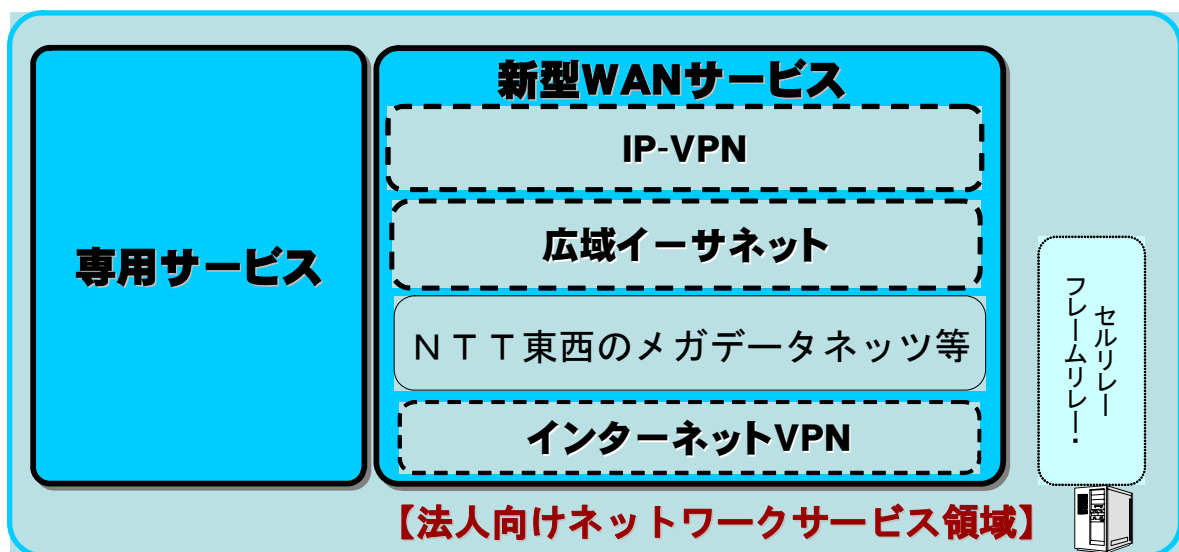 専用サービス
新型WANサービス
IP-VPN
広域イーサネット
NTT東西のメガデータネッツ等
インターネットVPN
フレームリレー・
セルリレー
【法人向けネットワークサービス領域】